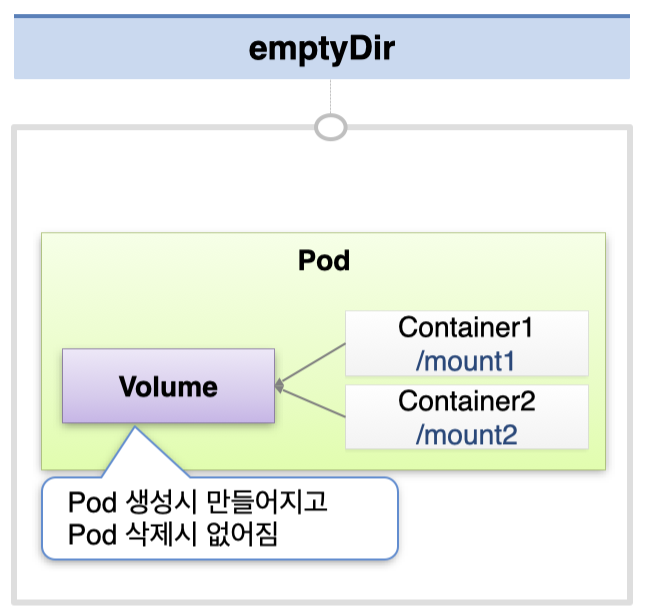 emptyDir
Pod
Container1
/mount1
Volume
Container2
/mount2
Pod 생성시 만들어지고
Pod 삭제시 없어짐